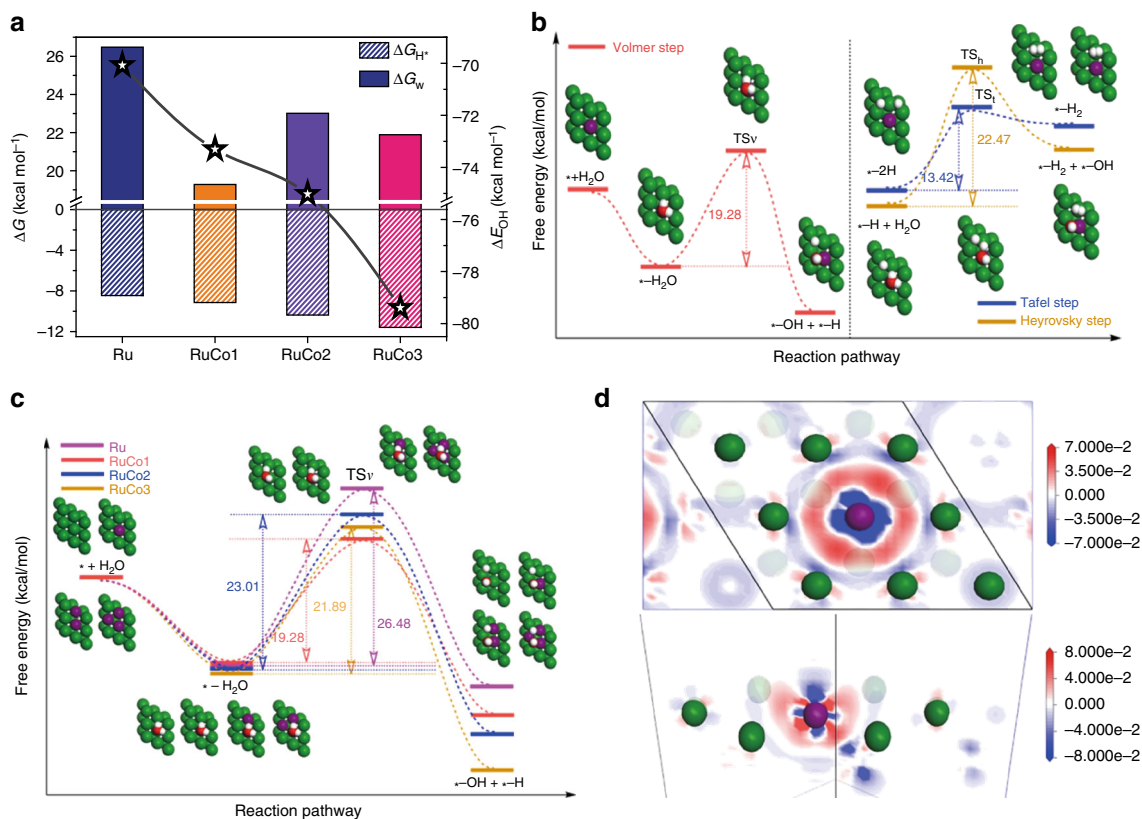 a
ΔG (kcal mol−1)
26
24
22
20
0
−4
−8
−12
ΔGH*
ΔGw
−70
−72
−74
−76
−78
−80
ΔEOH (kcal mol−1)
Ru
RuCo1
RuCo2
RuCo3
b
Free energy (kcal/mol)
Volmer step
*+H2O
*–H2O
TSv
19.28
*–OH + *–H
TSh
TSt
*–H2
22.47
*–2H
13.42
*–H2 + *–OH
*–H + H2O
Tafel step
Heyrovsky step
Reaction pathway
c
Free energy (kcal/mol)
Ru
RuCo1
RuCo2
RuCo3
TSv
* + H2O
23.01
21.89
19.28
26.48
* – H2O
*–OH + *–H
Reaction pathway
d
7.000e−2
3.500e−2
0.000
−3.500e−2
−7.000e−2
8.000e−2
4.000e−2
0.000
−4.000e−2
−8.000e−2